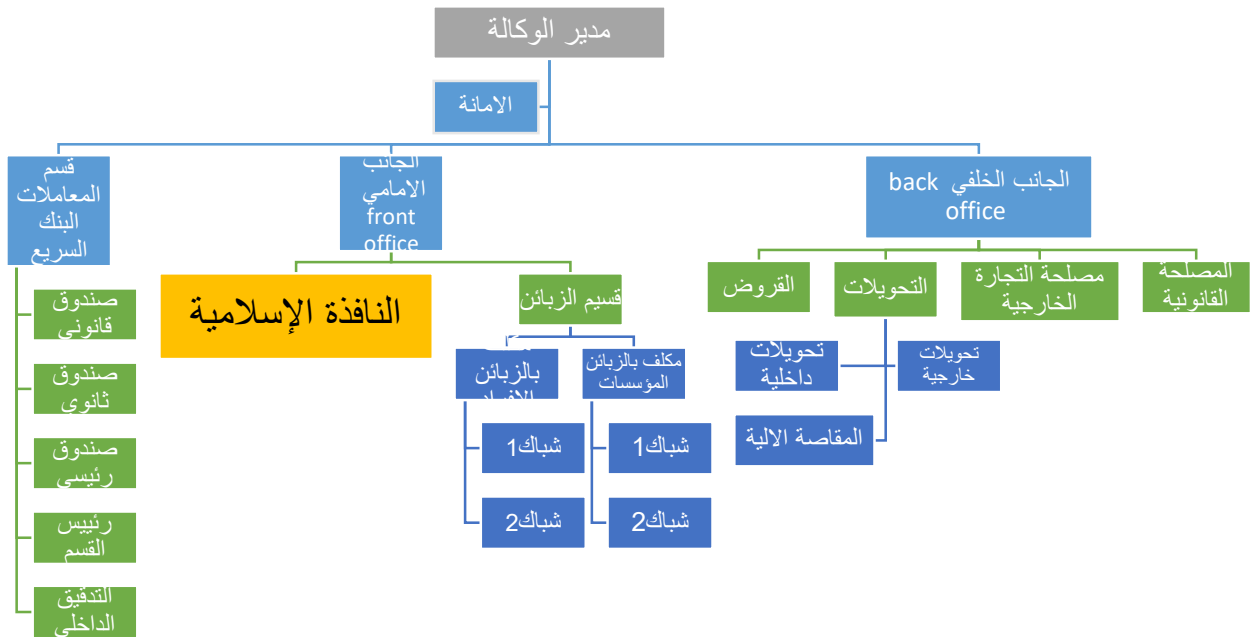 مدير الوكالة
الامانة
الجانب الخلفي back
office
الجانب
الامامي
front
office
قسم
المعاملات
البنك
السريع
المصلحة
القانونية
مصلحة التجارة
الخارجية
التحويلات
القروض
قسيم الزبائن
النافذة الإسلامية
تحويلات
خارجية
تحويلات
داخلية
المقاصة الالية
مكلف بالزبائن
المؤسسات
شباك1
شباك2
بالزبائن
شباك1
شباك2
صندوق
قانوني
صندوق
ثانوي
صندوق
رئيسي
رئييس
القسم
التدقيق
الداخلي